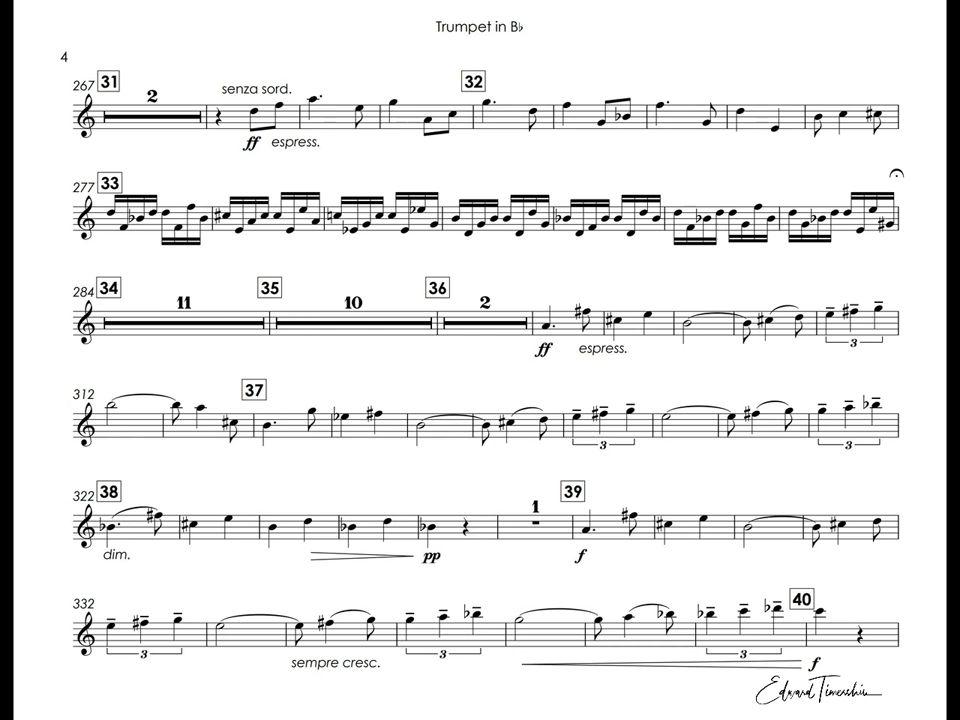 Trumpet in B♭
4
267 31 2 senza sord. 32
ff espress.
277 33
284 34 11 35 10 36 2
ff espress.
3
312 37
3 3
322 38 1 39
dim. pp f
332 40
3 sempre cresc. 3 3 f
Edward Timershin